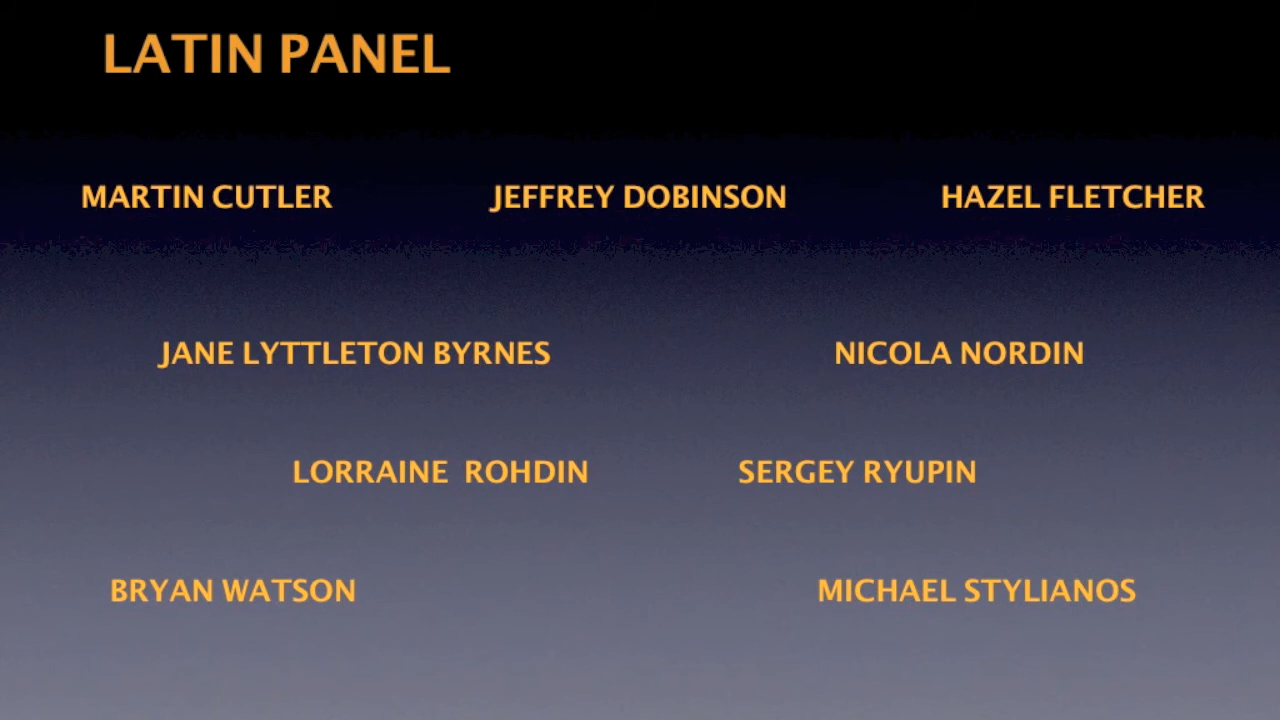 LATIN PANEL
MARTIN CUTLER JEFFREY DOBINSON HAZEL FLETCHER
JANE LYTTLETON BYRNES NICOLA NORDIN
LORRAINE ROHDIN SERGEY RYUPIN
BRYAN WATSON MICHAEL STYLIANOS